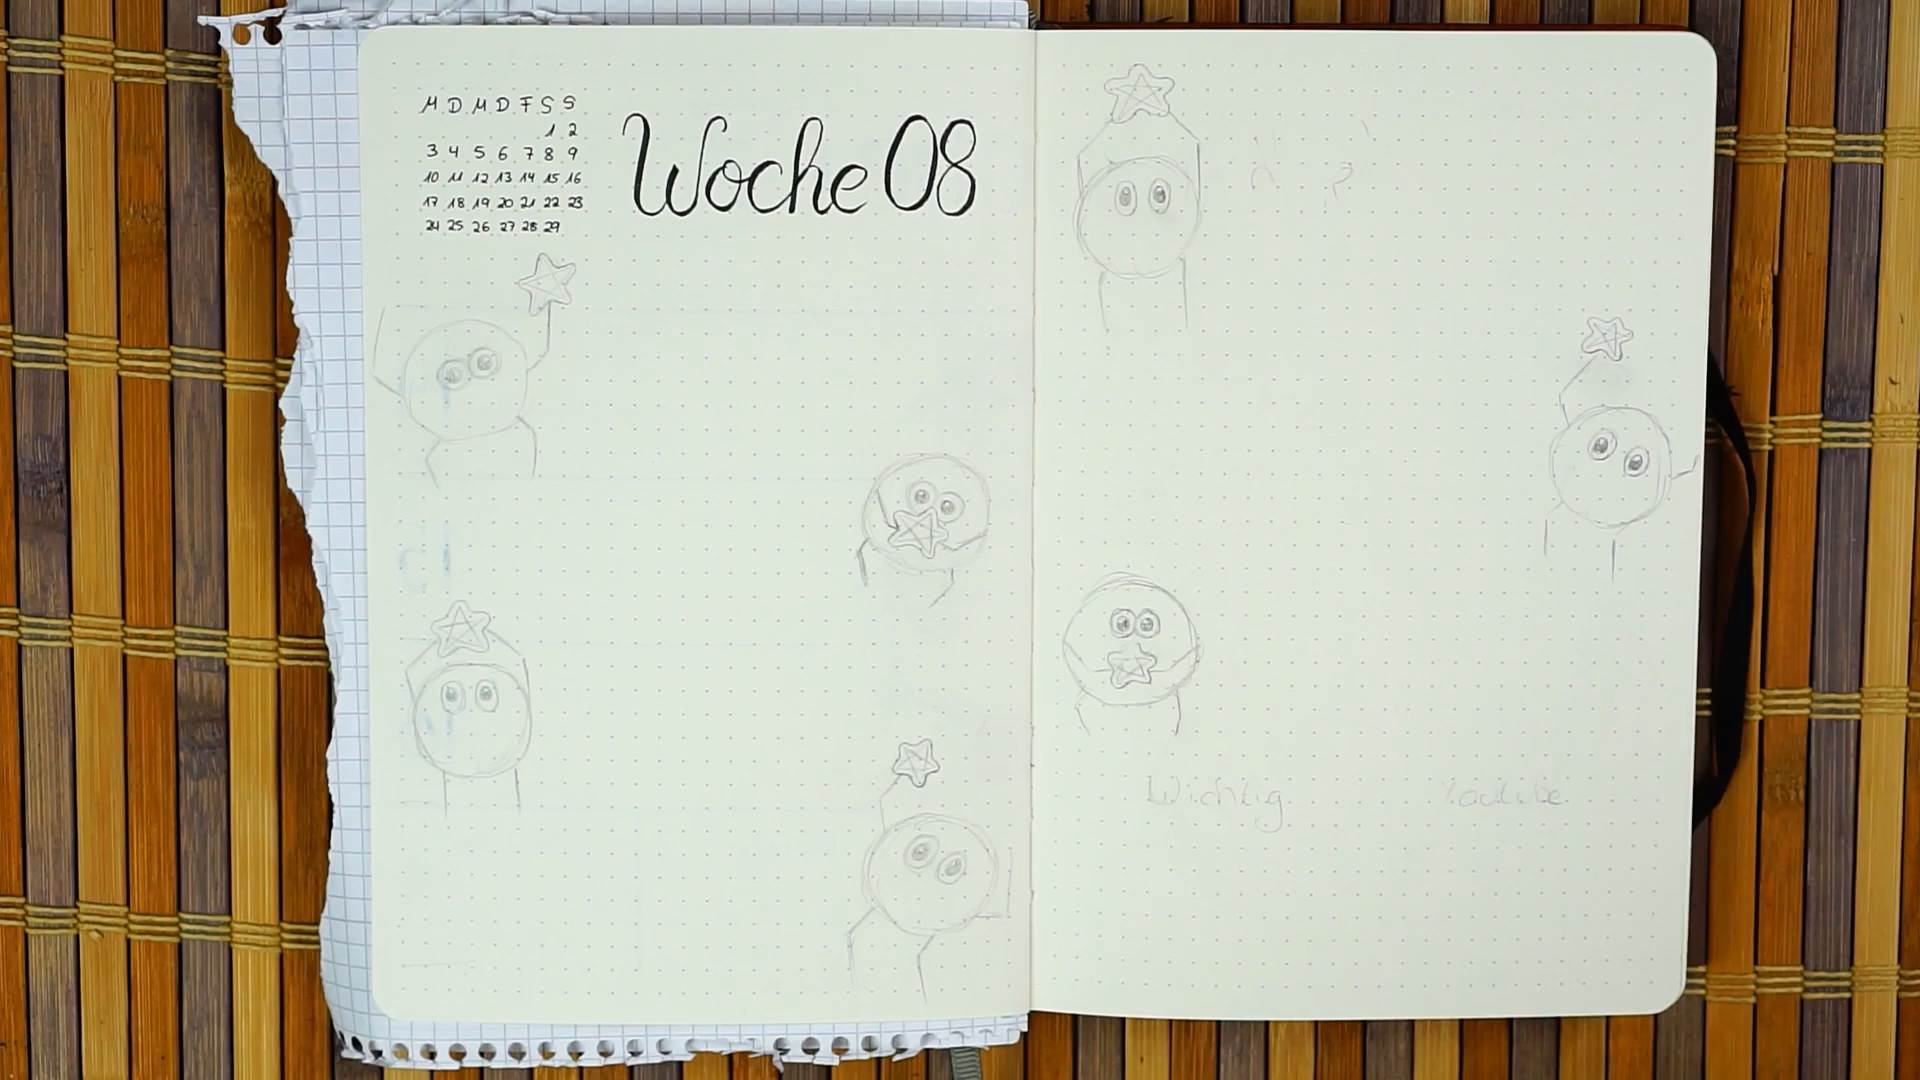 M D M D F S S
1 2
3 4 5 6 7 8 9
10 11 12 13 14 15 16
17 18 19 20 21 22 23
24 25 26 27 28 29
Woche 08
Wichtig
Youtube